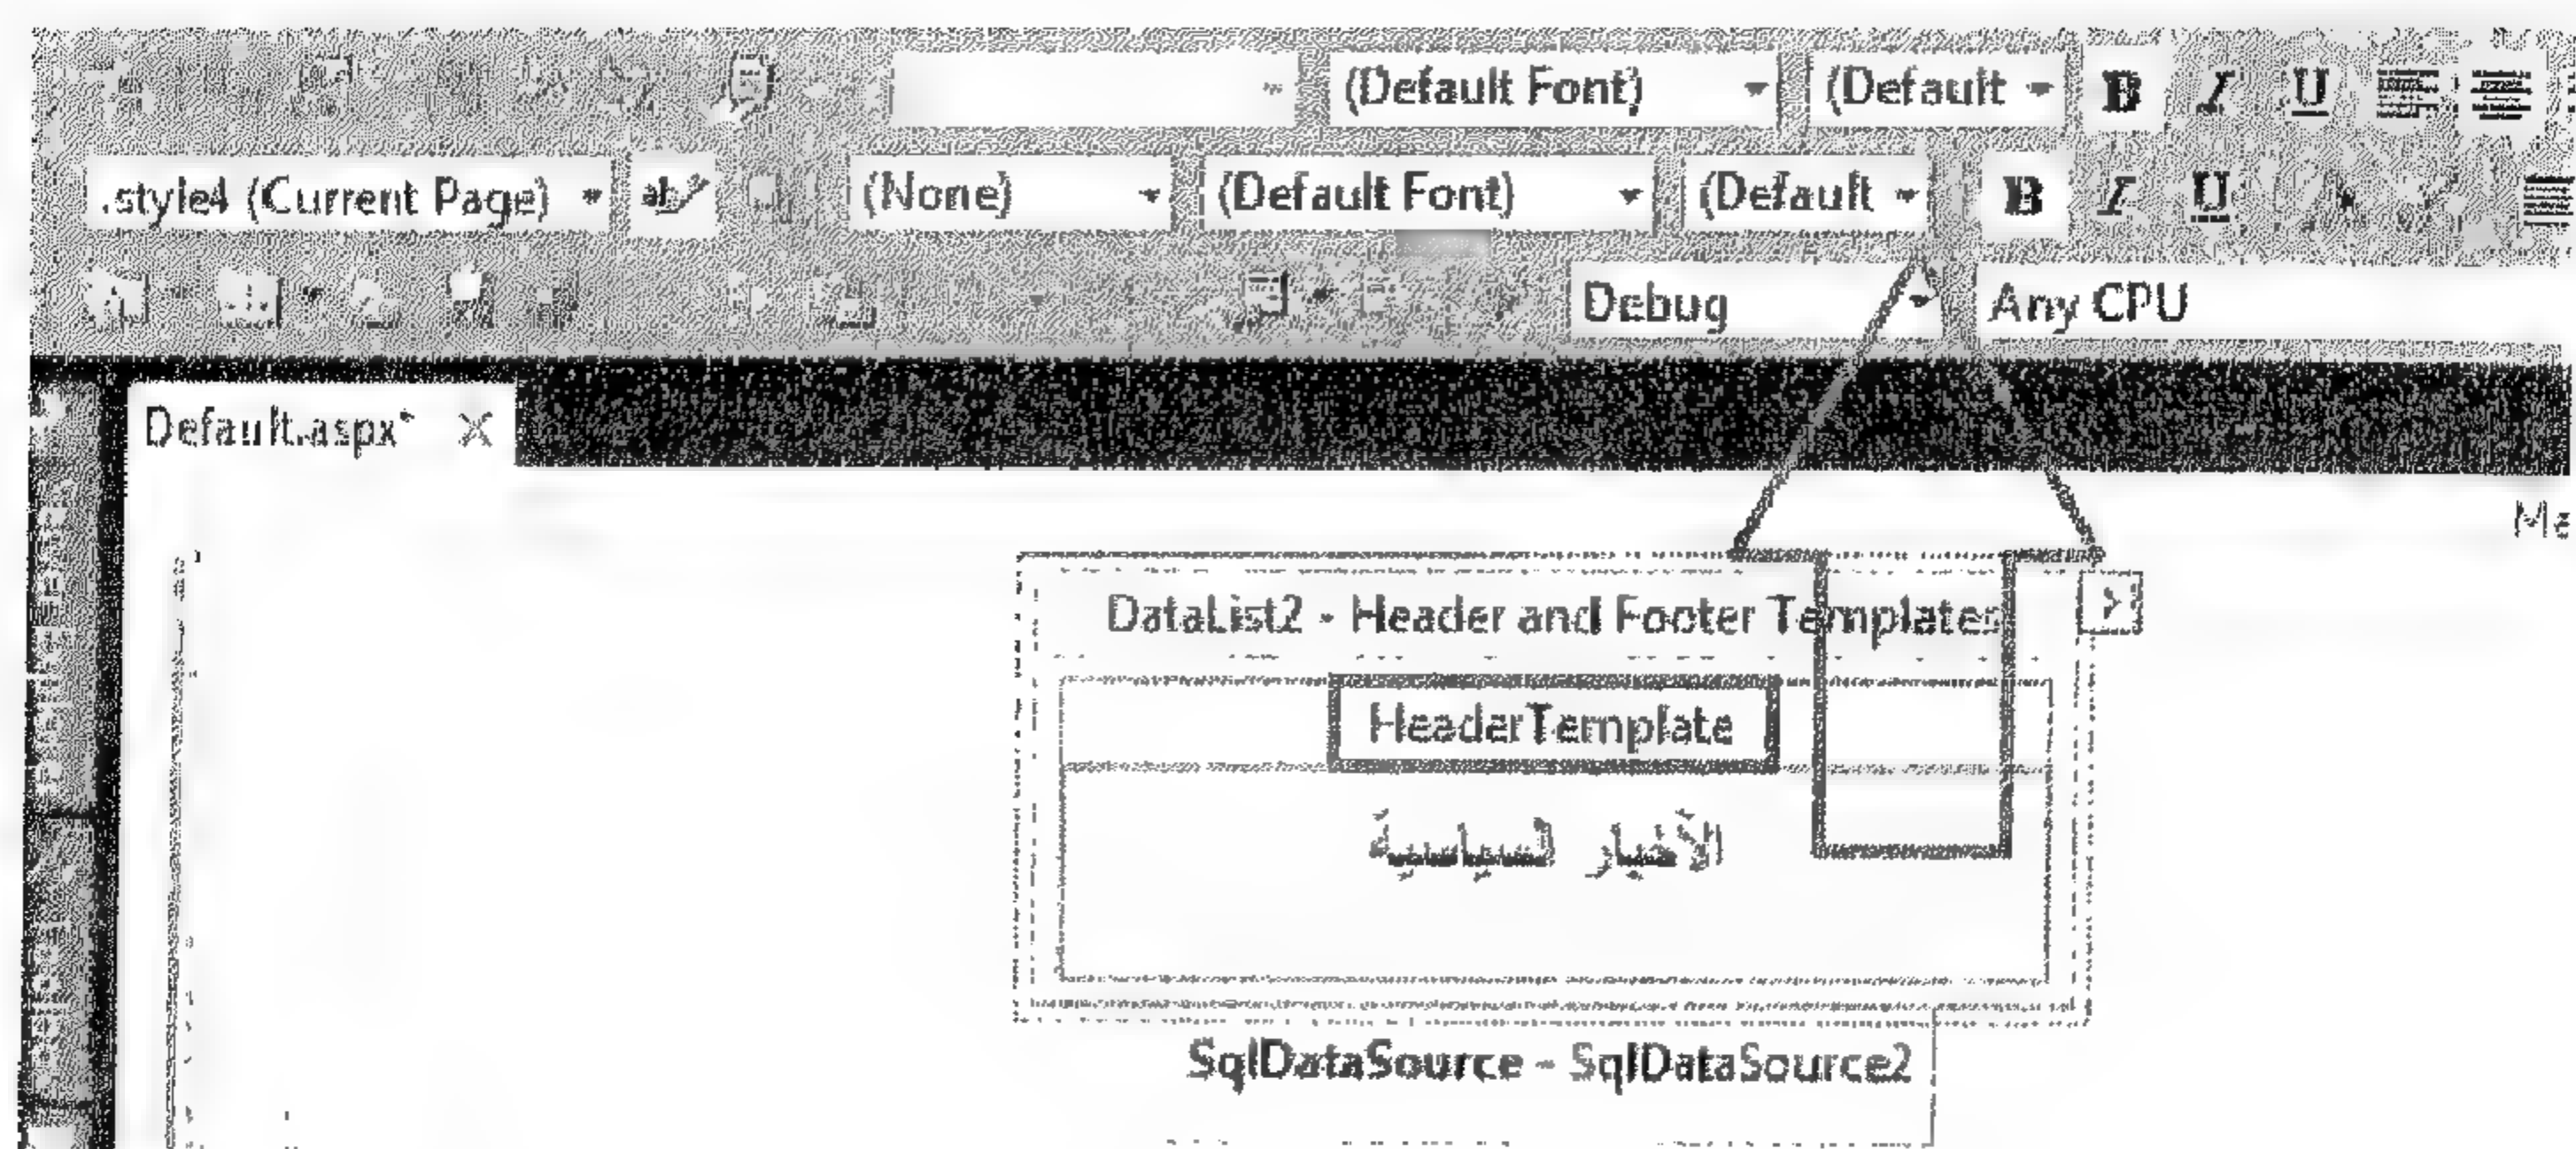 (Default Font) (Default B I U
.style4 (Current Page) ab (None) (Default Font) (Default B I U
Debug Any CPU
Default.aspx*
DataList2 - Header and Footer Templates
HeaderTemplate
الأخبار السياسية
SqlDataSource - SqlDataSource2